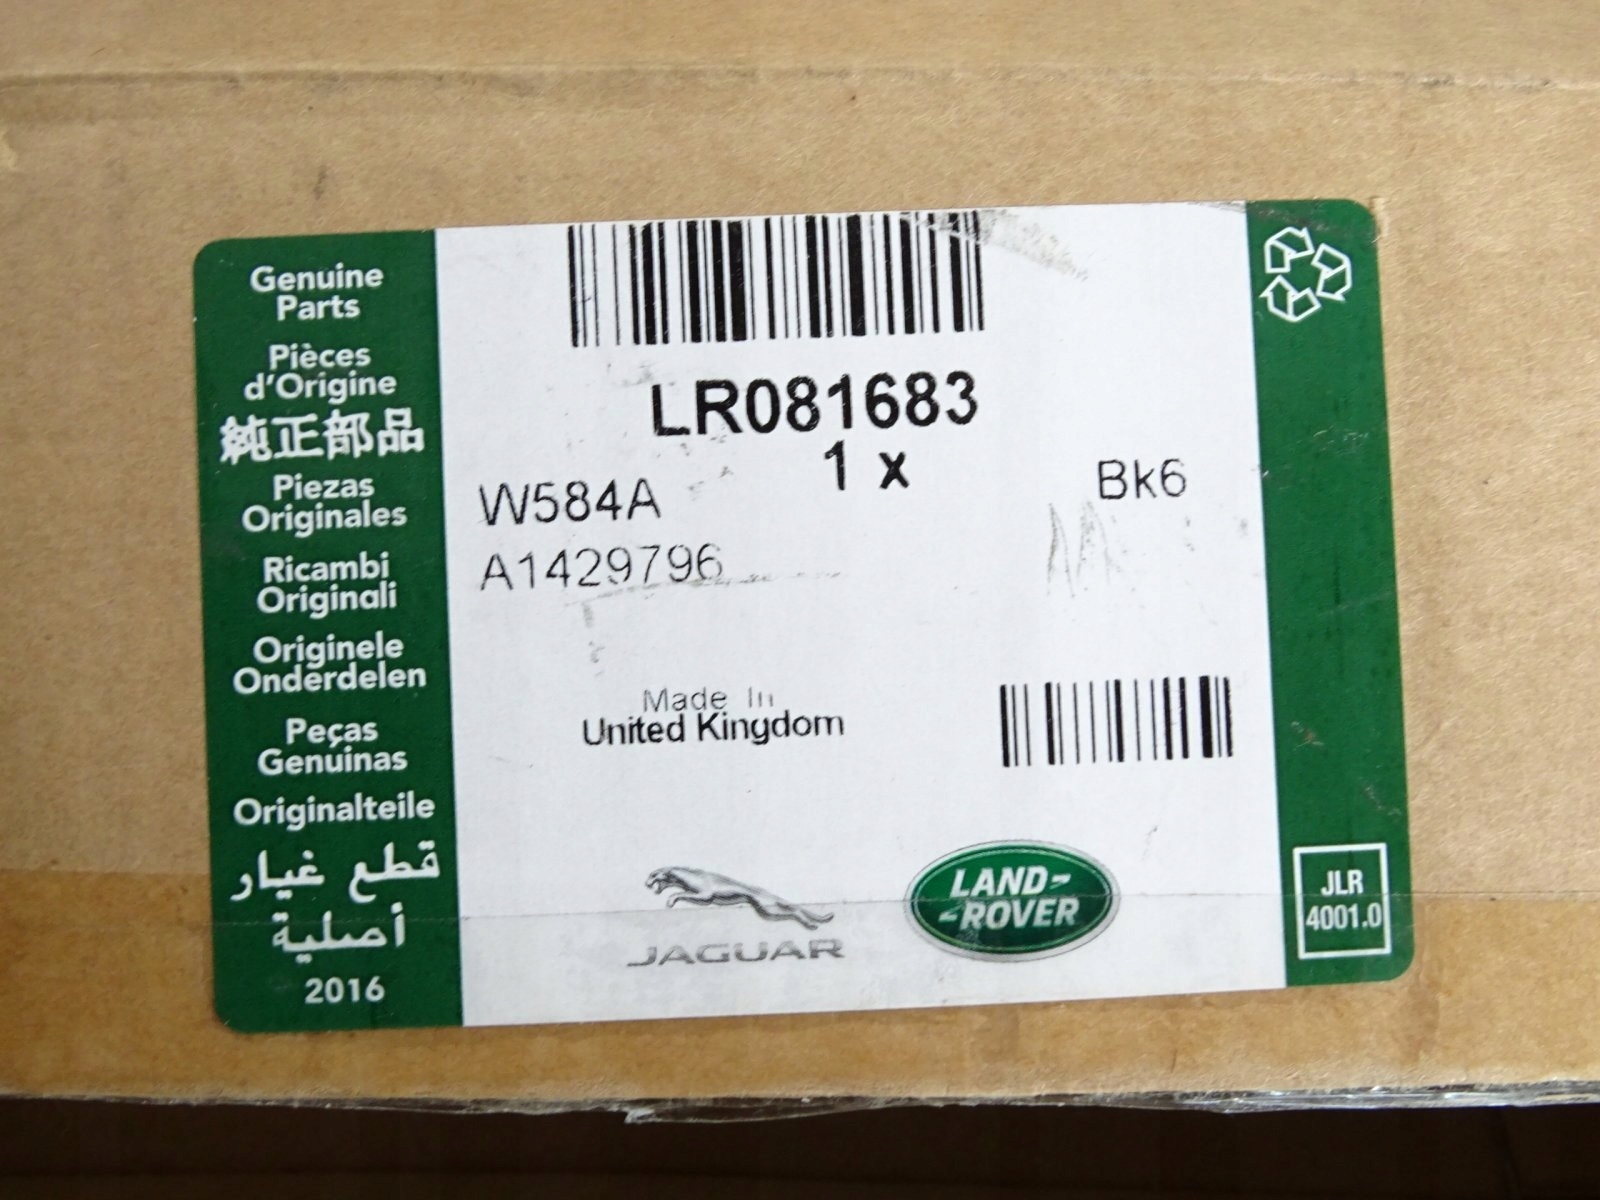 Genuine
Parts
Pièces
d'Origine
純正部品
Piezas
Originales
Ricambi
Originali
Originele
Onderdelen
Peças
Genuinas
Originalteile
قطع غيار
أصلية
2016
LR081683
1 x
W584A
Bk6
A1429796
Made In
United Kingdom
JAGUAR
LAND-
-ROVER
JLR
4001.0